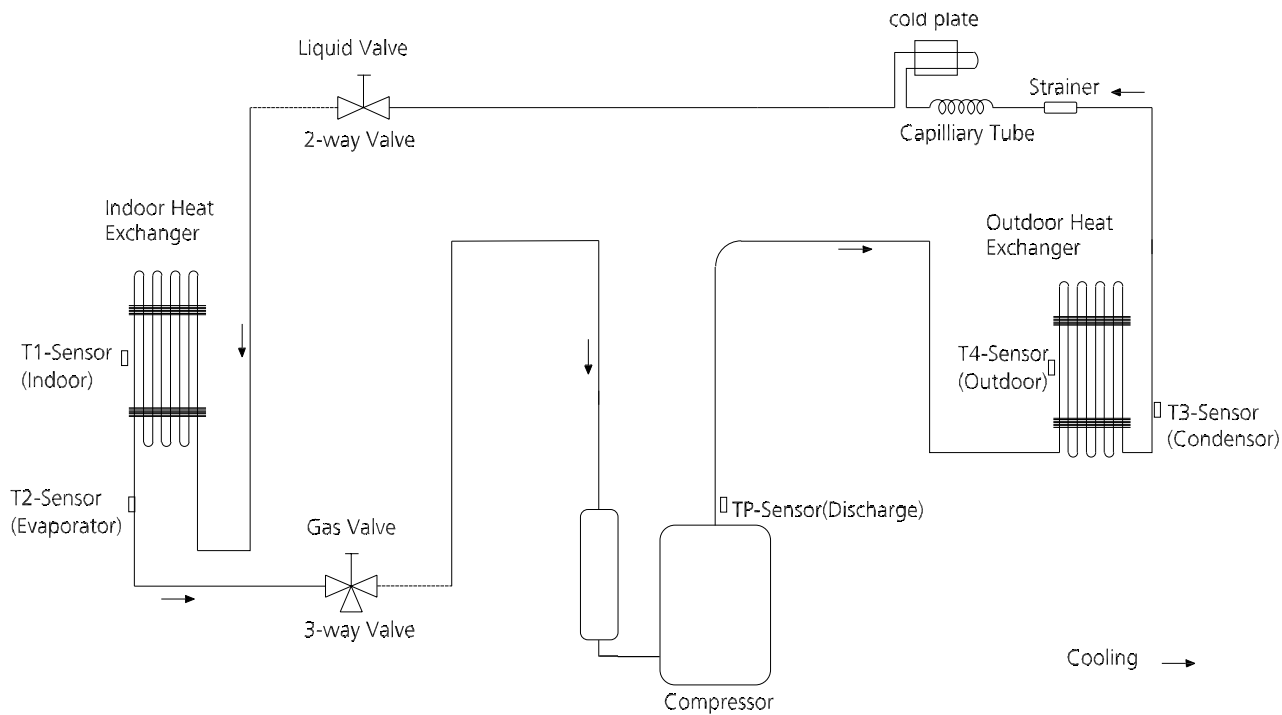 cold plate
Liquid Valve
Strainer
2-way Valve
Capilliary Tube
Indoor Heat
Exchanger
Outdoor Heat
Exchanger
T1-Sensor
(Indoor)
T4-Sensor
(Outdoor)
T3-Sensor
(Condensor)
T2-Sensor
(Evaporator)
TP-Sensor(Discharge)
Gas Valve
3-way Valve
Cooling
Compressor